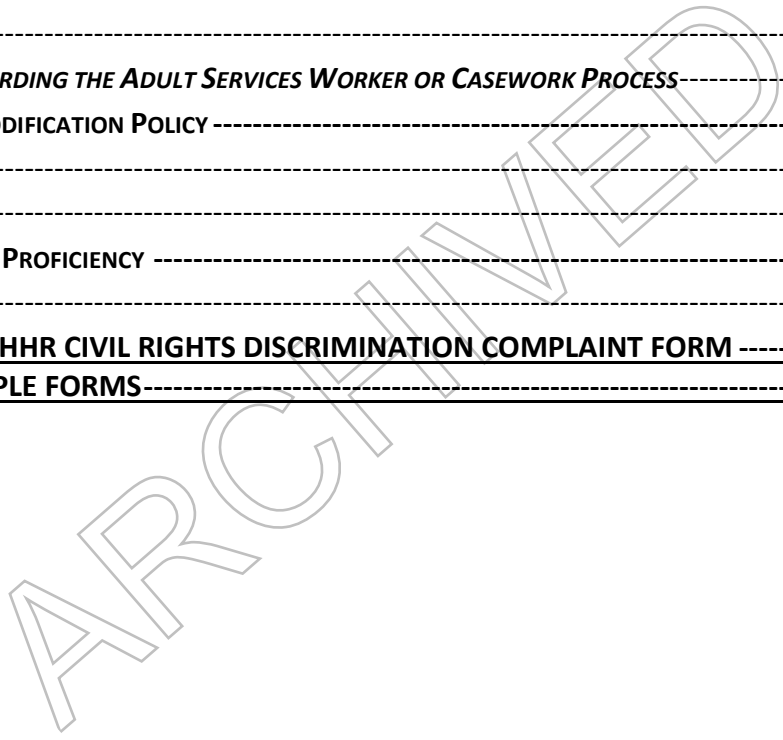 ---
RDING THE ADULT SERVICES WORKER OR CASEWORK PROCESS---
ODIFICATION POLICY ---
---
---
PROFICIENCY ---
---
HHR CIVIL RIGHTS DISCRIMINATION COMPLAINT FORM ---
PLE FORMS---
ARCHIVED